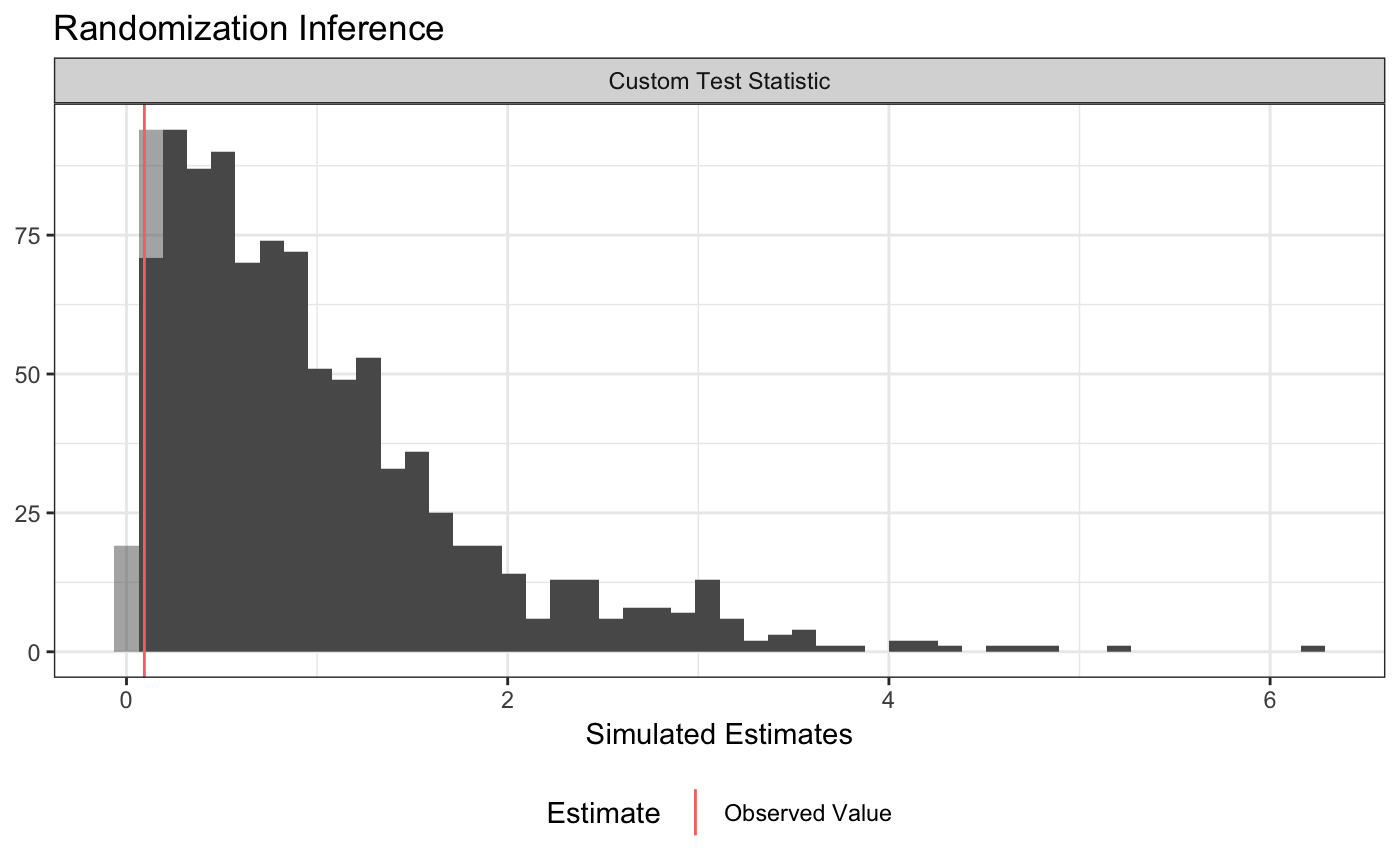 Randomization Inference
Custom Test Statistic
75
50
25
0
0 2 4 6
Simulated Estimates
Estimate Observed Value